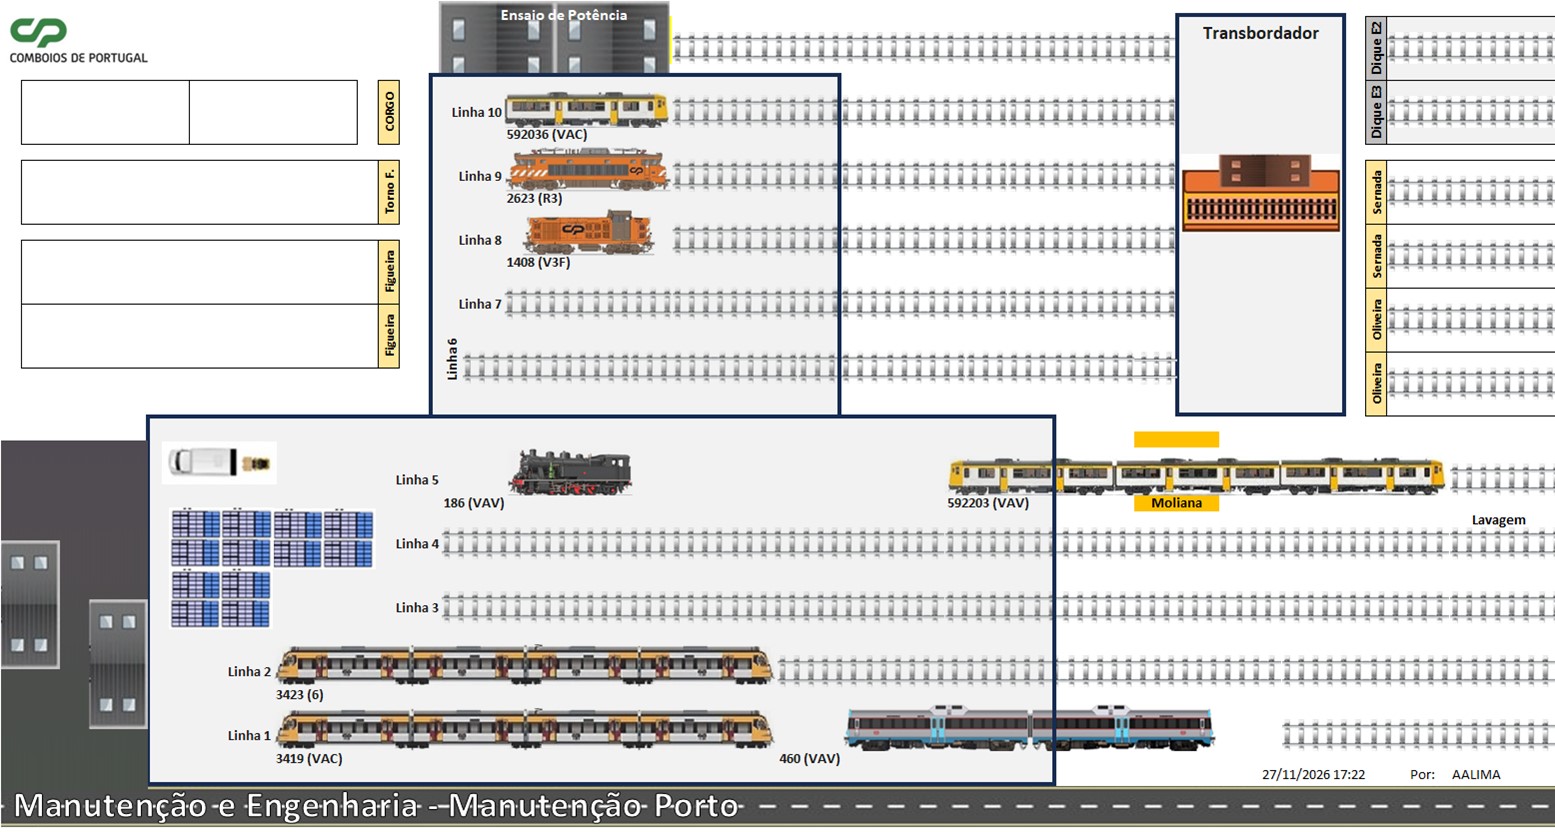 CP
COMBOIOS DE PORTUGAL
Ensaio de Potência
Transbordador
Dique E2
Dique E3
CORGO
Torno F.
Figueira
Figueira
Linha 10
592036 (VAC)
Linha 9
CP
2623 (R3)
Linha 8
CP
1408 (V3F)
Linha 7
Linha 6
Sernada
Sernada
Oliveira
Oliveira
Linha 5
186 (VAV)
592203 (VAV)
Moliana
Lavagem
Linha 4
Linha 3
Linha 2
3423 (6)
Linha 1
3419 (VAC)
460 (VAV)
27/11/2026 17:22 Por: AALIMA
Manutenção e Engenharia - Manutenção Porto